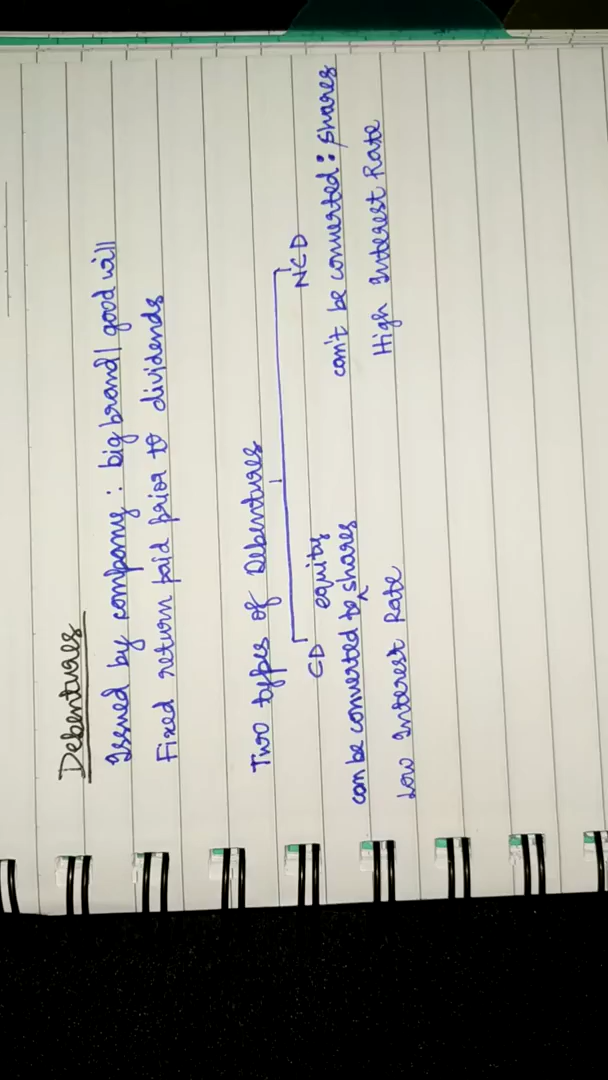 Debentures
Issued by company : big brand | good will
Fixed return paid prior to dividends
Two types of Debentures
CD
NCD
equity
can be converted to ^ shares
Low Interest Rate
can't be converted : shares
High Interest Rate